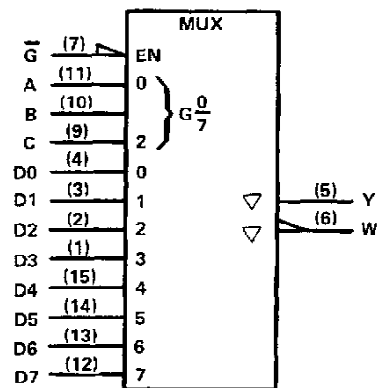 MUX
G̅ (7) EN
A (11) 0
B (10) G 0/7
C (9) 2
D0 (4) 0
D1 (3) 1 ▽ (5) Y
D2 (2) 2 ▽ (6) W
D3 (1) 3
D4 (15) 4
D5 (14) 5
D6 (13) 6
D7 (12) 7